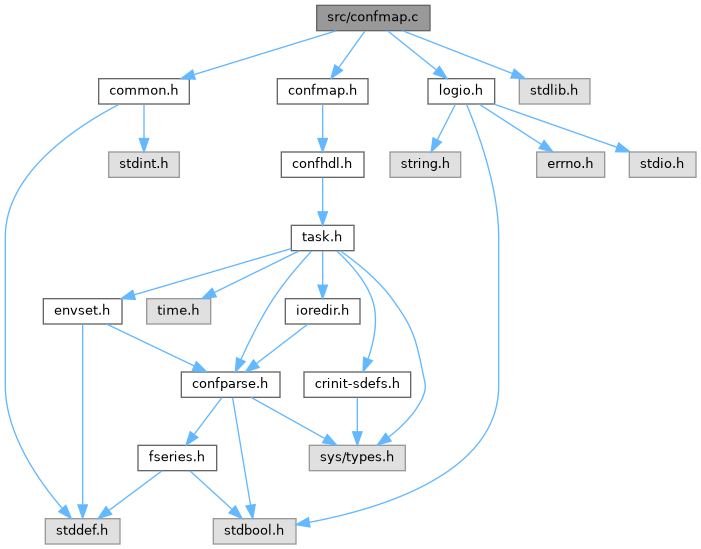 src/confmap.c
common.h
confmap.h
logio.h
stdlib.h
stdint.h
confhdl.h
string.h
errno.h
stdio.h
task.h
envset.h
time.h
ioredir.h
confparse.h
crinit-sdefs.h
fseries.h
sys/types.h
stddef.h
stdbool.h